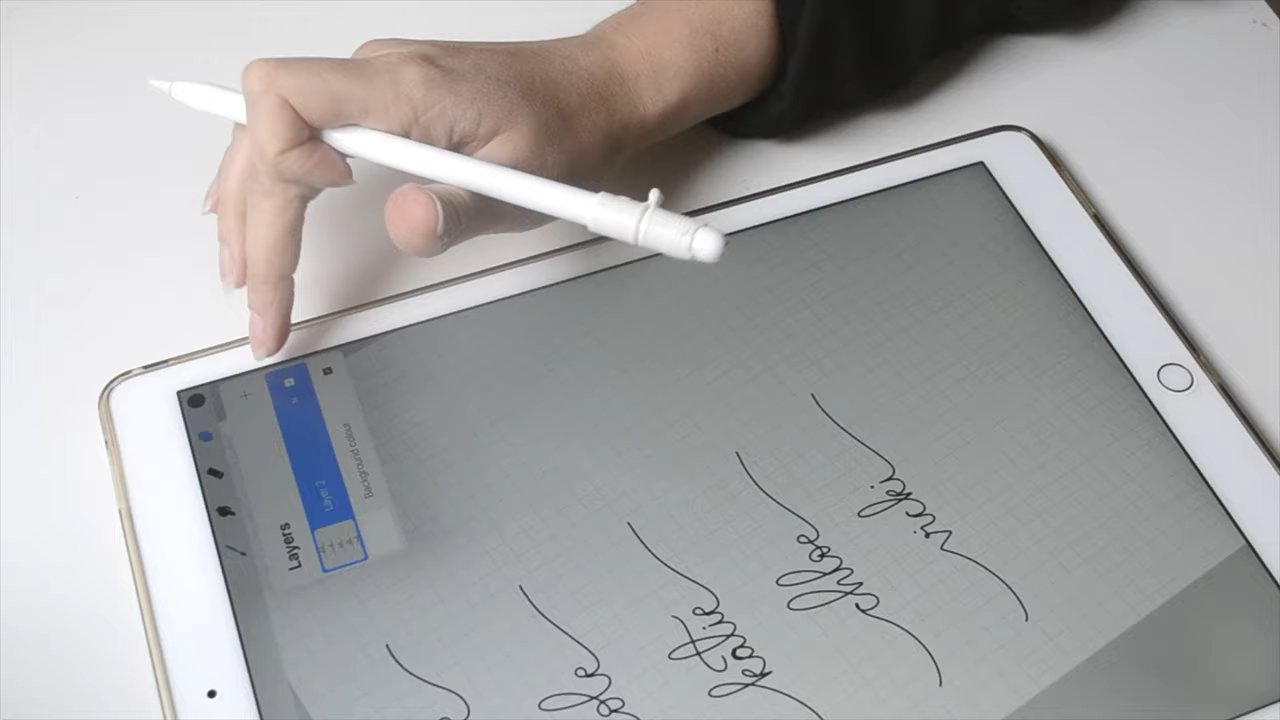 Layers
Layer 2
N
Background colour
katie
chloe
vicki